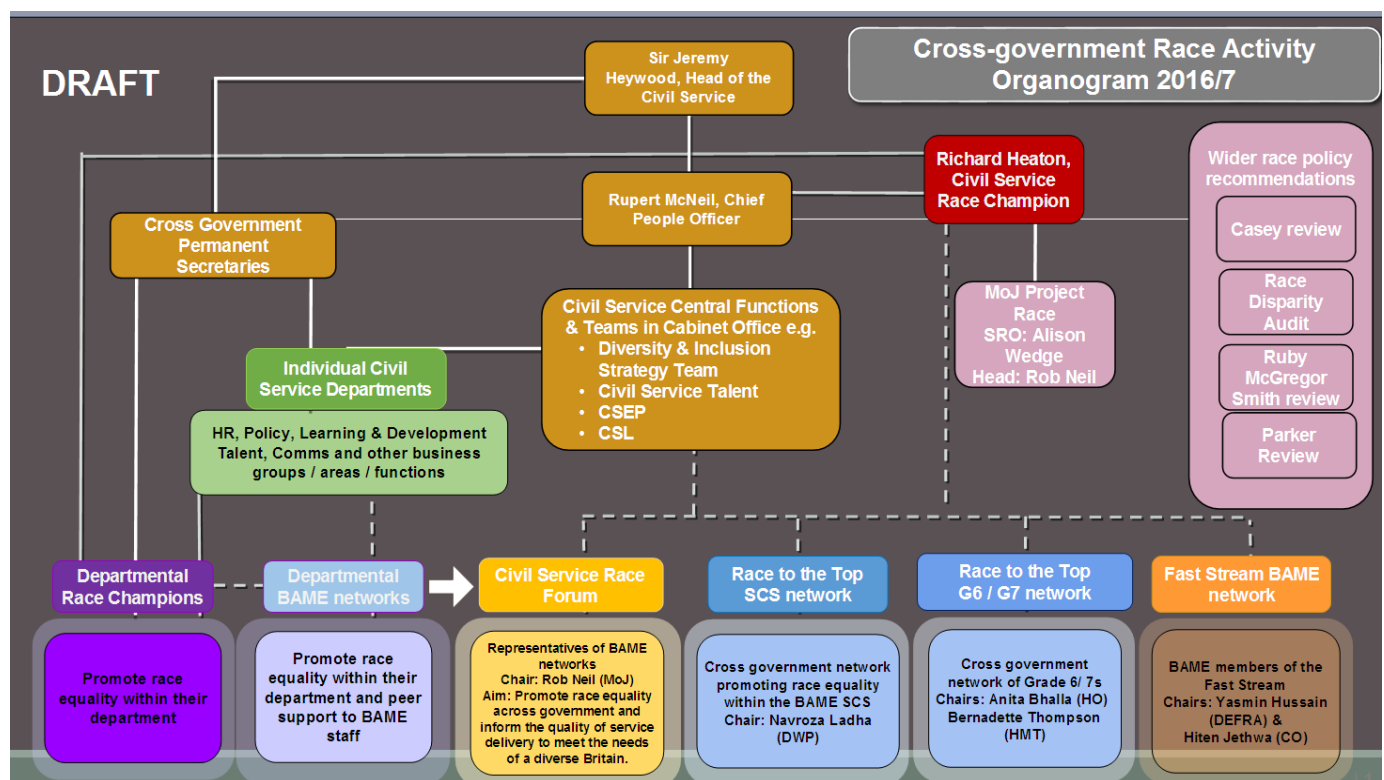 DRAFT
Cross-government Race Activity
Organogram 2016/7
Sir Jeremy
Heywood, Head of the
Civil Service
Richard Heaton,
Civil Service
Race Champion
Wider race policy
recommendations
Casey review
Race
Disparity
Audit
Ruby
McGregor
Smith review
Parker
Review
Rupert McNeil, Chief
People Officer
Cross Government
Permanent
Secretaries
MoJ Project
Race
SRO: Alison
Wedge
Head: Rob Neil
Civil Service Central Functions
& Teams in Cabinet Office e.g.
• Diversity & Inclusion
Strategy Team
• Civil Service Talent
• CSEP
• CSL
Individual Civil
Service Departments
HR, Policy, Learning & Development
Talent, Comms and other business
groups / areas / functions
Departmental
Race Champions
Promote race
equality within their
department
Departmental
BAME networks
Promote race
equality within their
department and peer
support to BAME
staff
Civil Service Race
Forum
Representatives of BAME
networks
Chair: Rob Neil (MoJ)
Aim: Promote race equality
across government and
inform the quality of service
delivery to meet the needs
of a diverse Britain.
Race to the Top
SCS network
Cross government network
promoting race equality
within the BAME SCS
Chair: Navroza Ladha
(DWP)
Race to the Top
G6 / G7 network
Cross government
network of Grade 6/ 7s
Chairs: Anita Bhalla (HO)
Bernadette Thompson
(HMT)
Fast Stream BAME
network
BAME members of the
Fast Stream
Chairs: Yasmin Hussain
(DEFRA) &
Hiten Jethwa (CO)